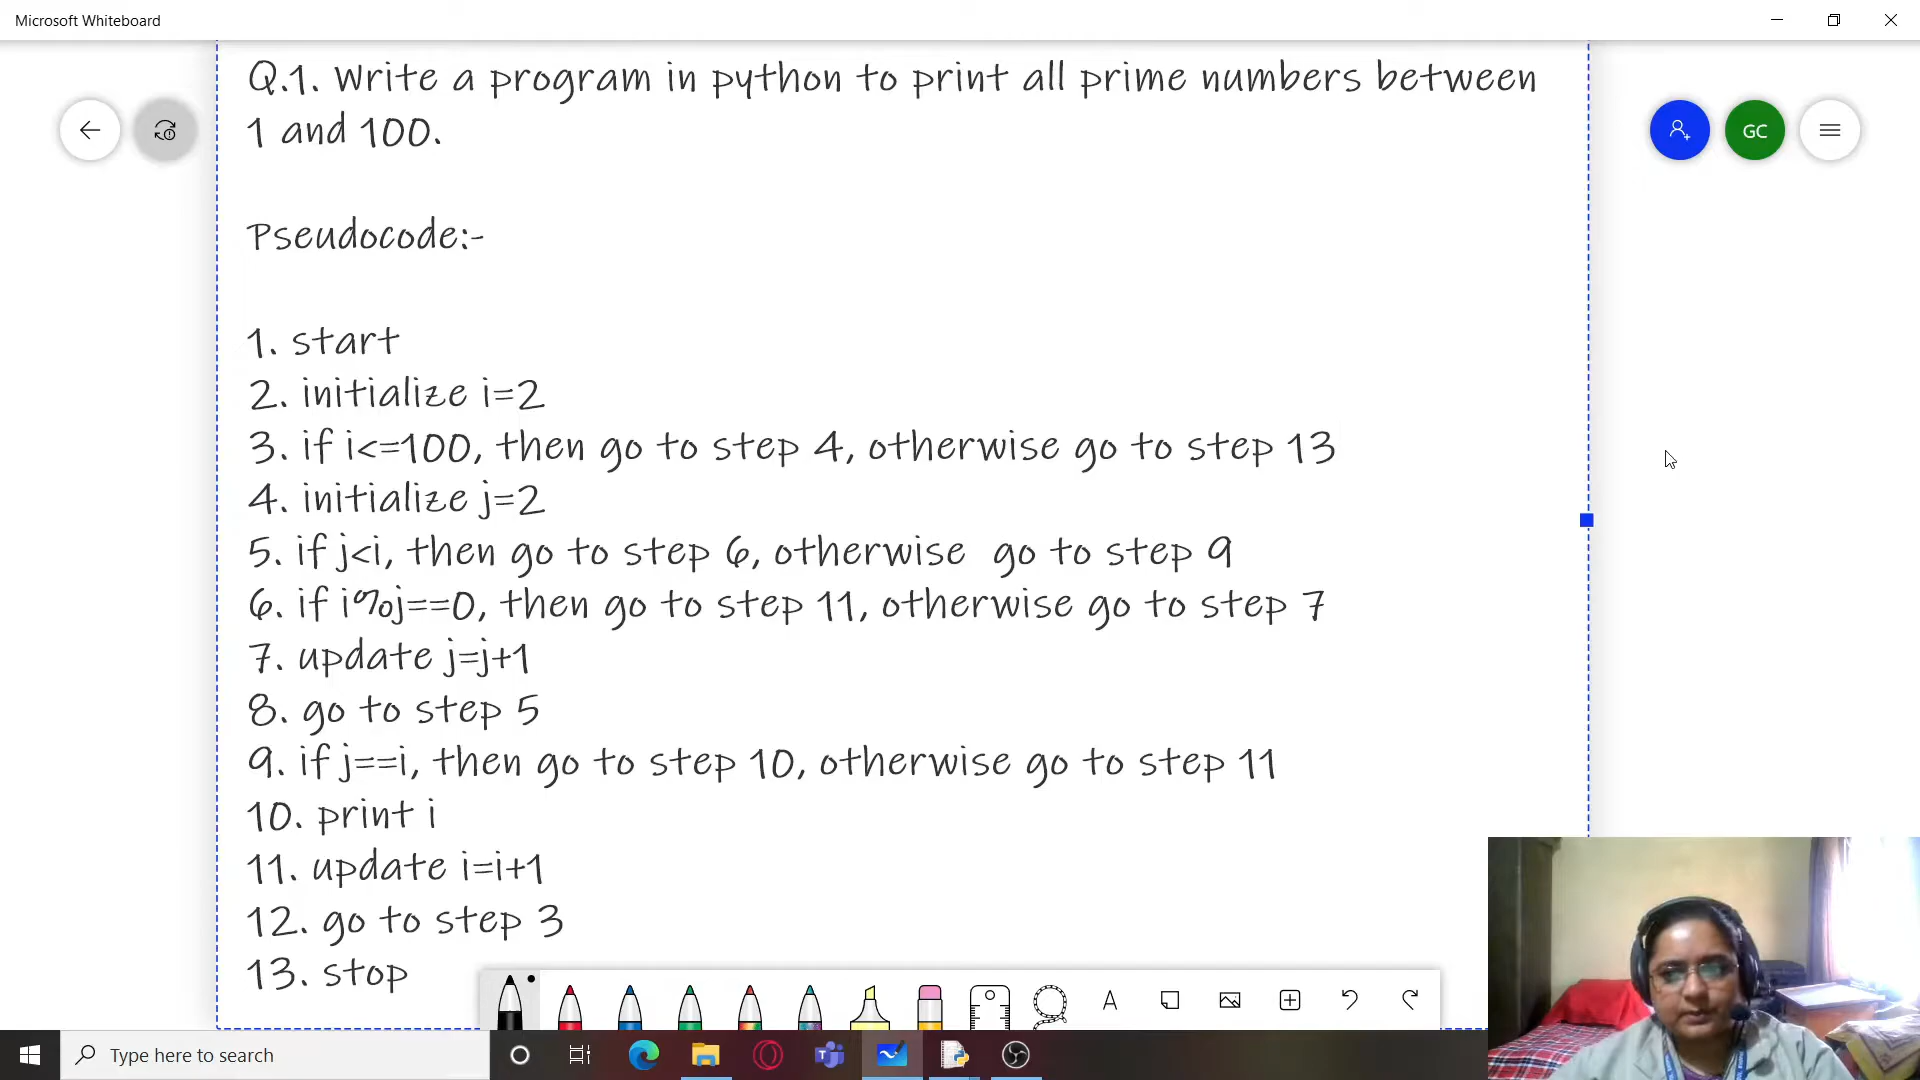 Microsoft Whiteboard
Q.1. Write a program in python to print all prime numbers between
1 and 100.
GC
Pseudocode:-
1. start
2. initialize i=2
3. if i<=100, then go to step 4, otherwise go to step 13
4. initialize j=2
5. if j<i, then go to step 6, otherwise go to step 9
6. if i%j==0, then go to step 11, otherwise go to step 7
7. update j=j+1
8. go to step 5
9. if j==i, then go to step 10, otherwise go to step 11
10. print i
11. update i=i+1
12. go to step 3
13. stop
Type here to search